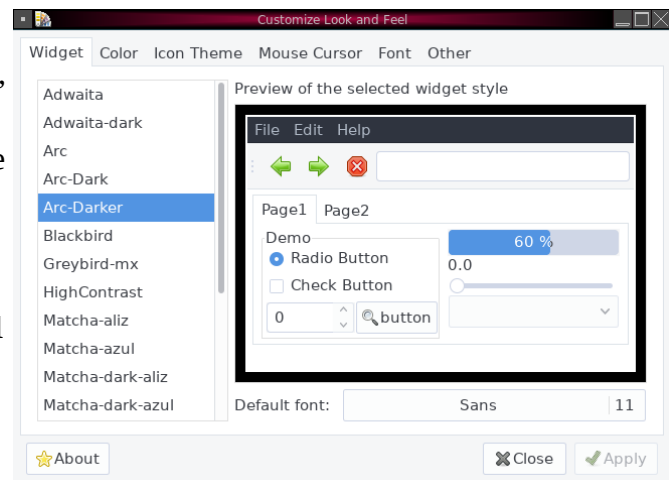 Customize Look and Feel
Widget Color Icon Theme Mouse Cursor Font Other
Adwaita
Adwaita-dark
Arc
Arc-Dark
Arc-Darker
Blackbird
Greybird-mx
HighContrast
Matcha-aliz
Matcha-azul
Matcha-dark-aliz
Matcha-dark-azul
Preview of the selected widget style
File Edit Help
Page1 Page2
Demo
Radio Button
Check Button
0
button
60 %
0.0
Default font: Sans 11
About
Close
Apply